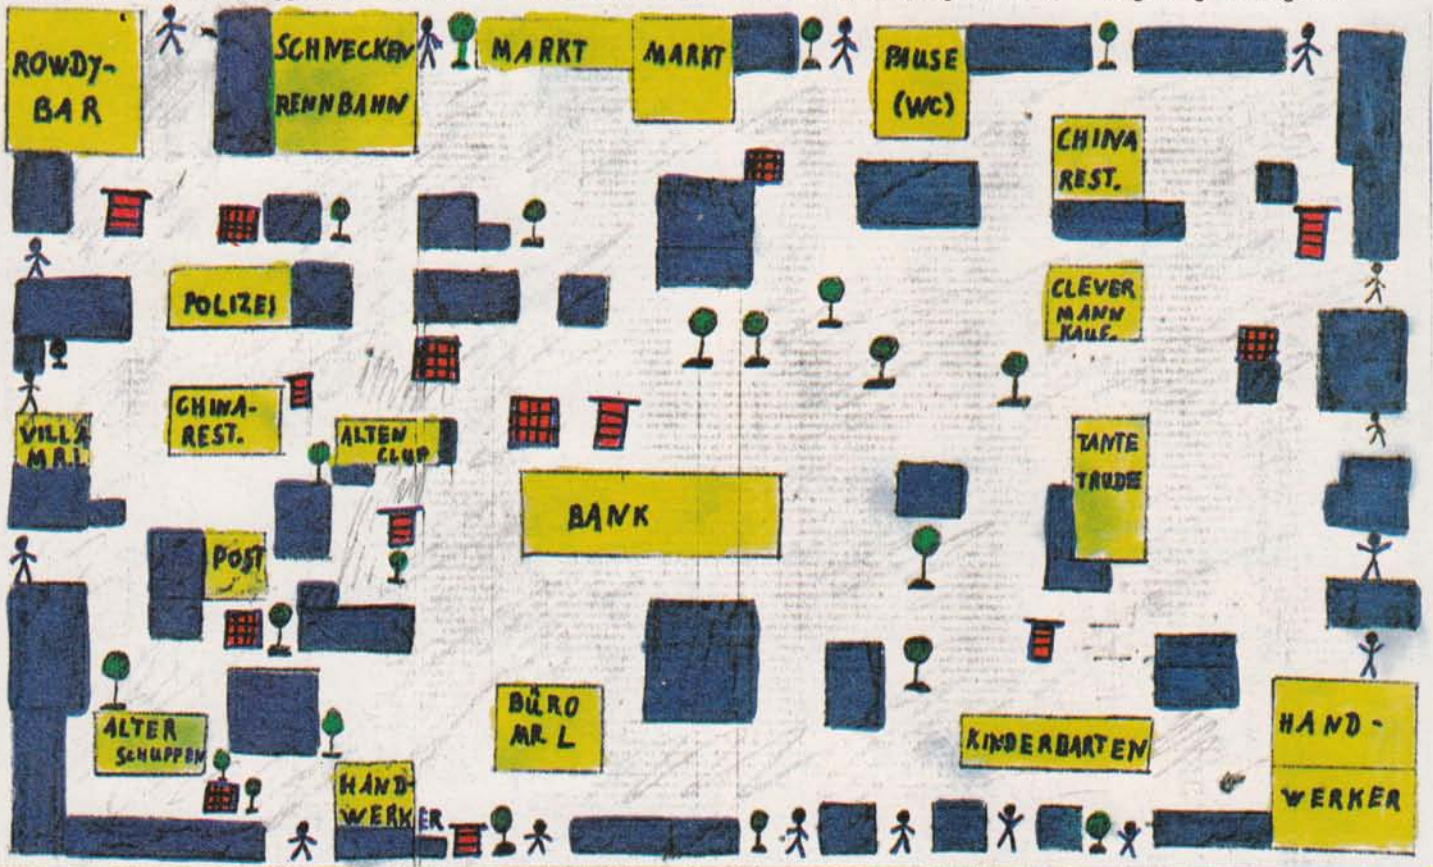 ROWDY-
BAR
SCHNECKEN
RENNBAHN
MARKT
MARKT
PAUSE
(WC)
CHINA
REST.
POLIZEI
CLEVER
MANN
KAUF.
CHINA-
REST.
VILLA
MR.L
ALTEN
CLUB
TANTE
TRUDE
BANK
POST
ALTER
SCHUPPEN
BÜRO
MR L
KINDERGARTEN
HAND-
WERKER
HAND-
WERKER